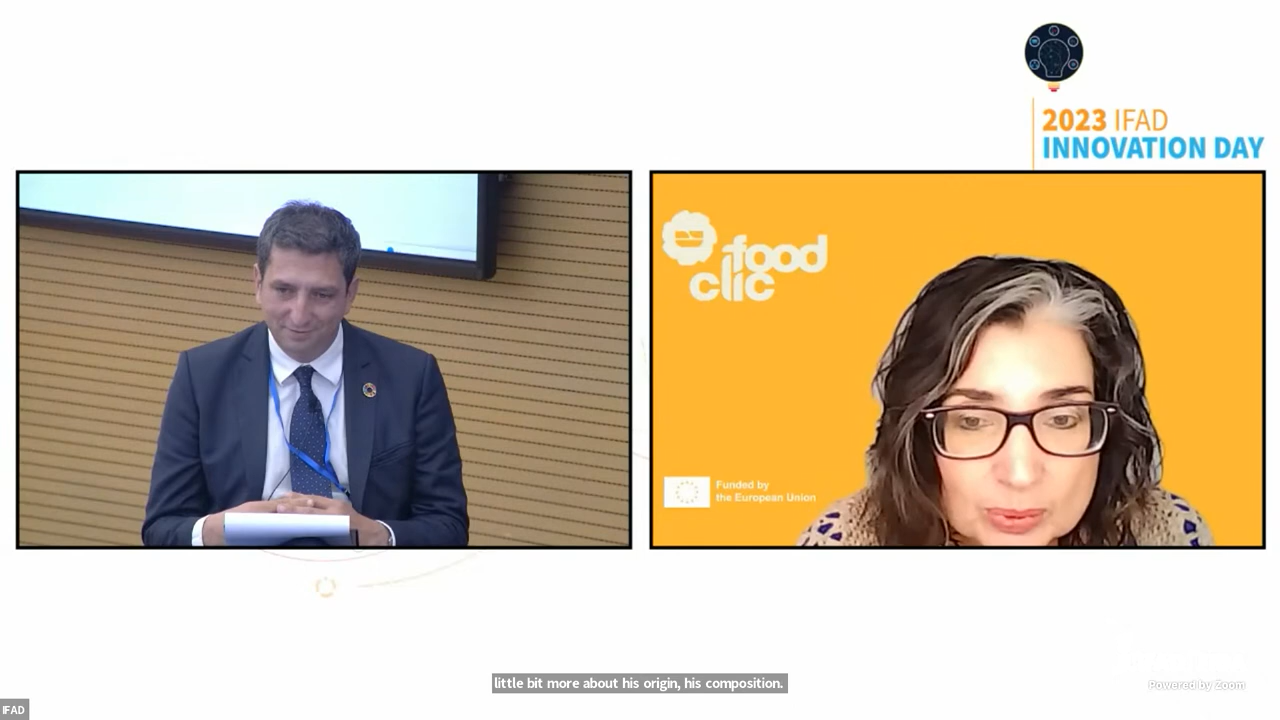 2023 IFAD
INNOVATION DAY
food
clic
Funded by
the European Union
little bit more about his origin, his composition.
Powered by Zoom
IFAD